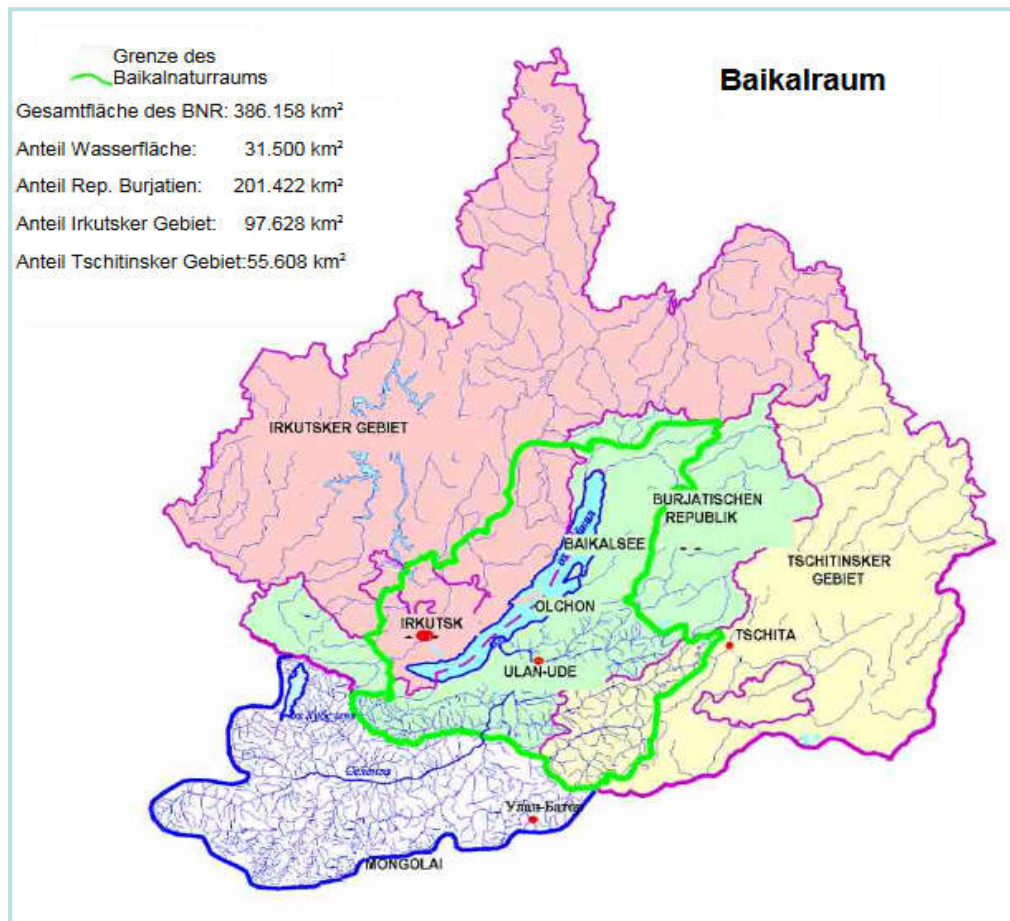 Grenze des
Baikalnaturraums
Gesamtfläche des BNR: 386.158 km²
Anteil Wasserfläche: 31.500 km²
Anteil Rep. Burjatien: 201.422 km²
Anteil Irkutsker Gebiet: 97.628 km²
Anteil Tschitinsker Gebiet:55.608 km²
Baikalraum
IRKUTSKER GEBIET
BURJATISCHEN
REPUBLIK
BAIKALSEE
TSCHITINSKER
GEBIET
OLCHON
IRKUTSK
TSCHITA
ULAN-UDE
оз
Селенга
Улан-Батор
MONGOLAI